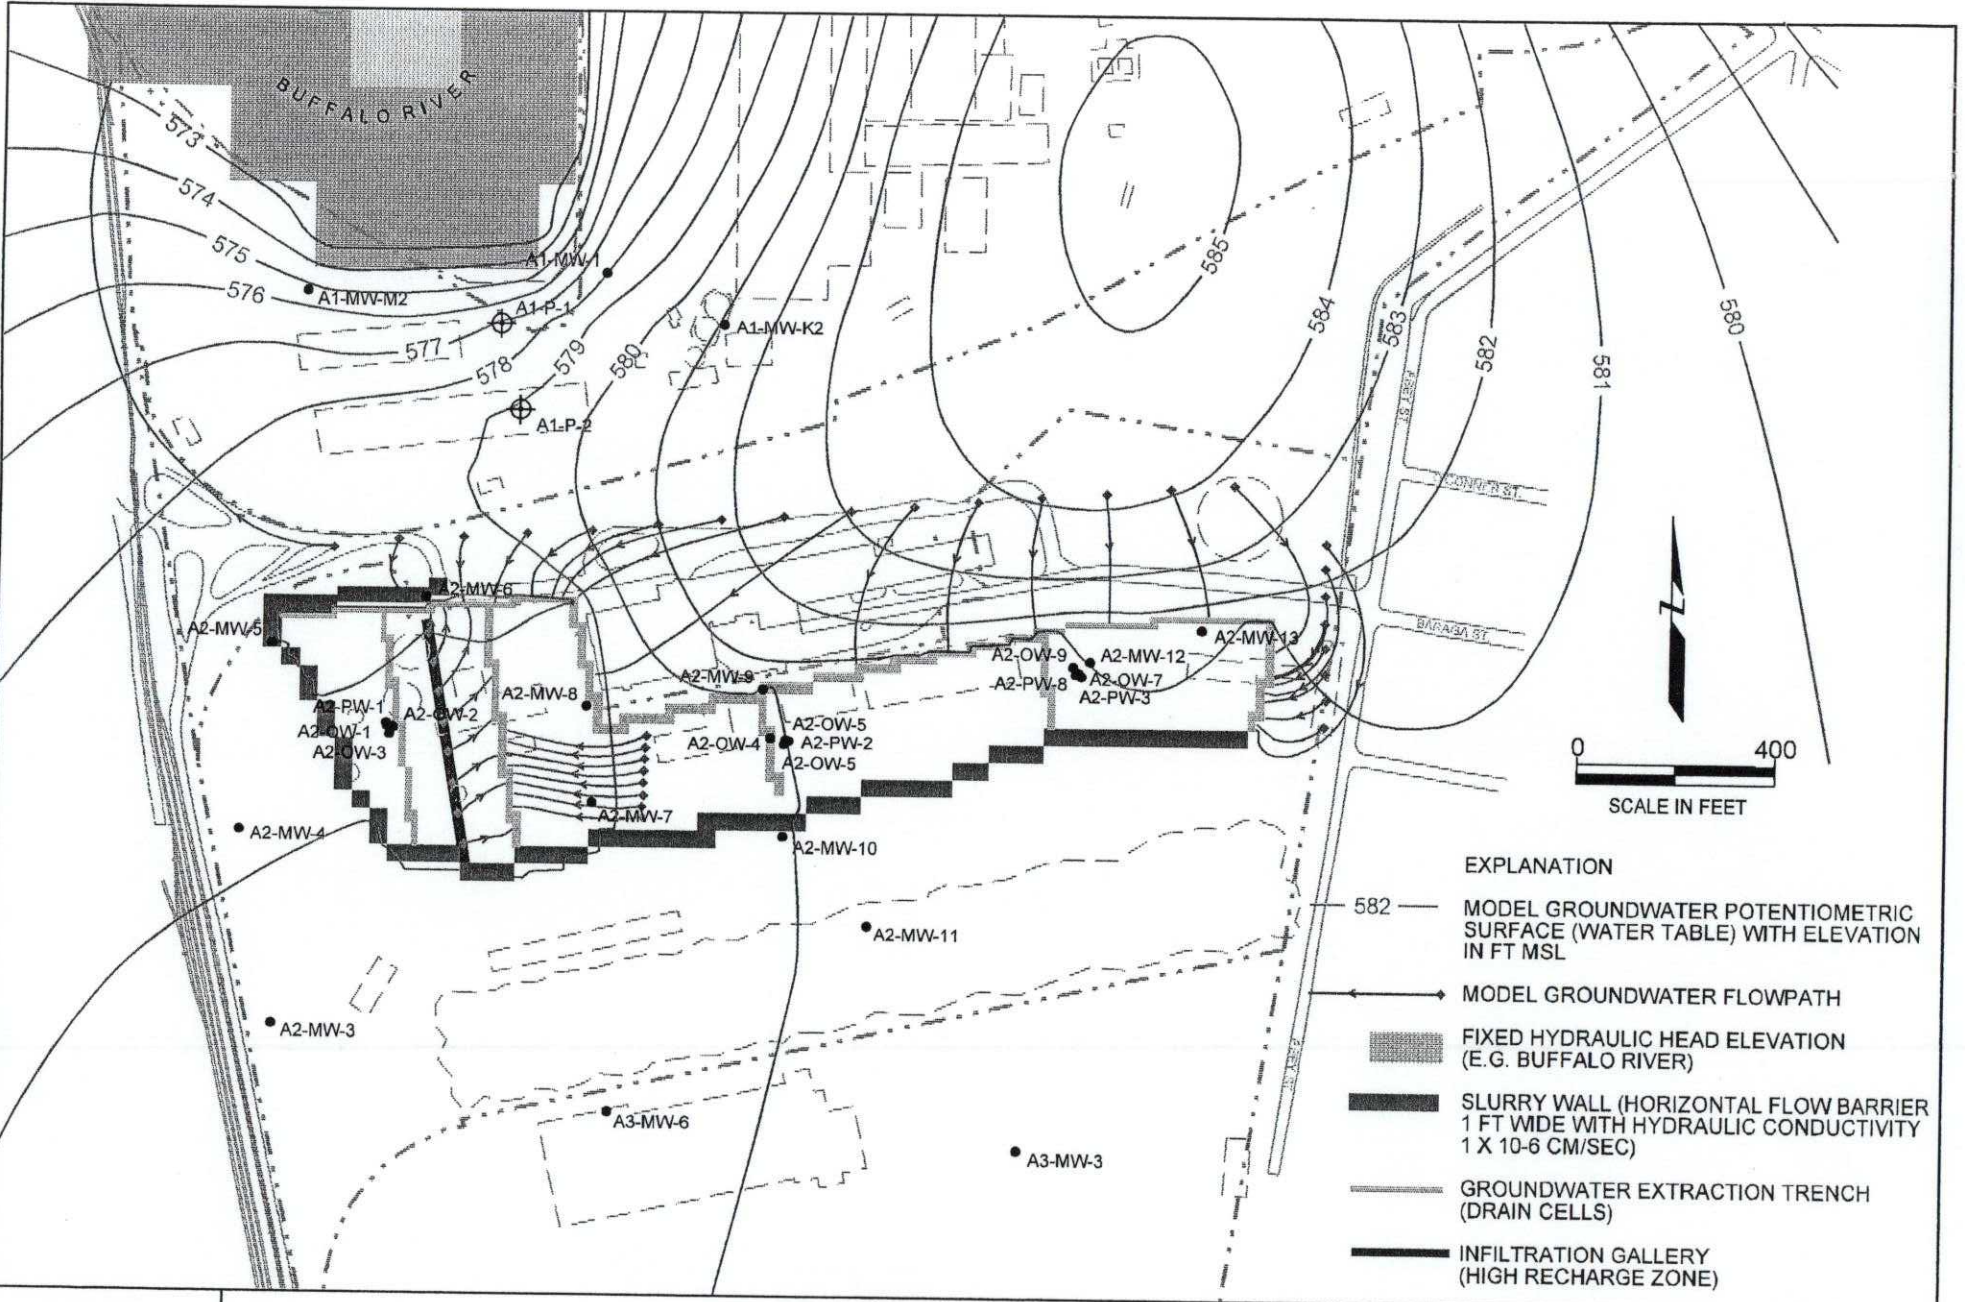 BUFFALO RIVER
573
574
575
576
577
578
579
580
585
584
583
582
581
580
A1-MW-1
A1-MW-M2
A1-P-1
A1-MW-K2
A1-P-2
A2-MW-6
A2-MW-5
A2-MW-13
A2-OW-9
A2-MW-12
A2-PW-8
A2-OW-7
A2-PW-3
A2-MW-9
A2-MW-8
A2-PW-1
A2-OW-2
A2-OW-1
A2-OW-3
A2-OW-5
A2-OW-4
A2-PW-2
A2-OW-5
A2-MW-7
A2-MW-4
A2-MW-10
A2-MW-11
A2-MW-3
A3-MW-6
A3-MW-3
BARAGA ST.
Z
0 400
SCALE IN FEET
EXPLANATION
582
MODEL GROUNDWATER POTENTIOMETRIC
SURFACE (WATER TABLE) WITH ELEVATION
IN FT MSL
MODEL GROUNDWATER FLOWPATH
FIXED HYDRAULIC HEAD ELEVATION
(E.G. BUFFALO RIVER)
SLURRY WALL (HORIZONTAL FLOW BARRIER
1 FT WIDE WITH HYDRAULIC CONDUCTIVITY
1 X 10-6 CM/SEC)
GROUNDWATER EXTRACTION TRENCH
(DRAIN CELLS)
INFILTRATION GALLERY
(HIGH RECHARGE ZONE)